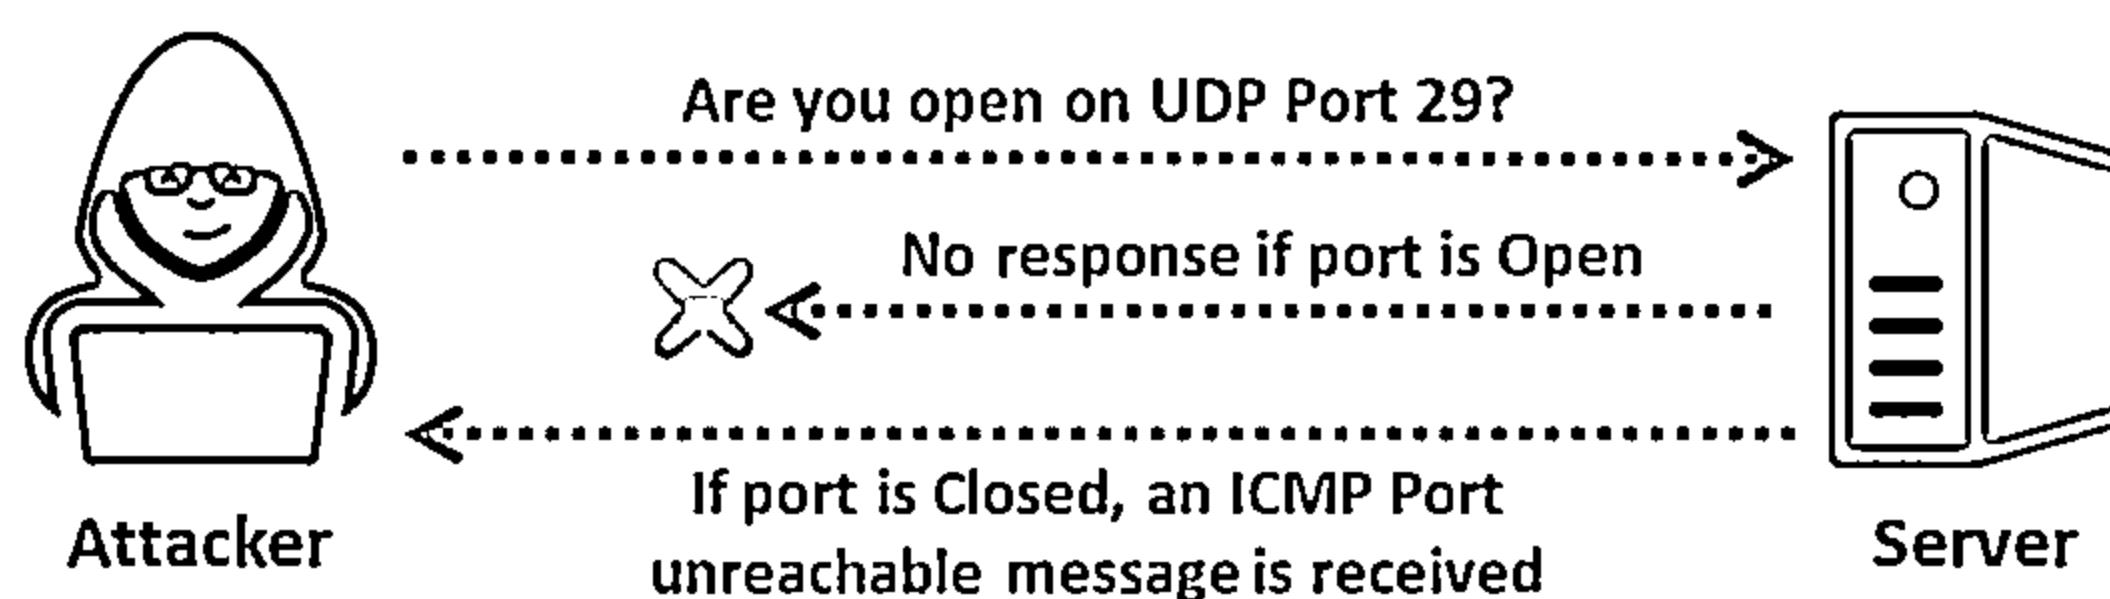 Are you open on UDP Port 29?
No response if port is Open
If port is Closed, an ICMP Port
unreachable message is received
Attacker
Server